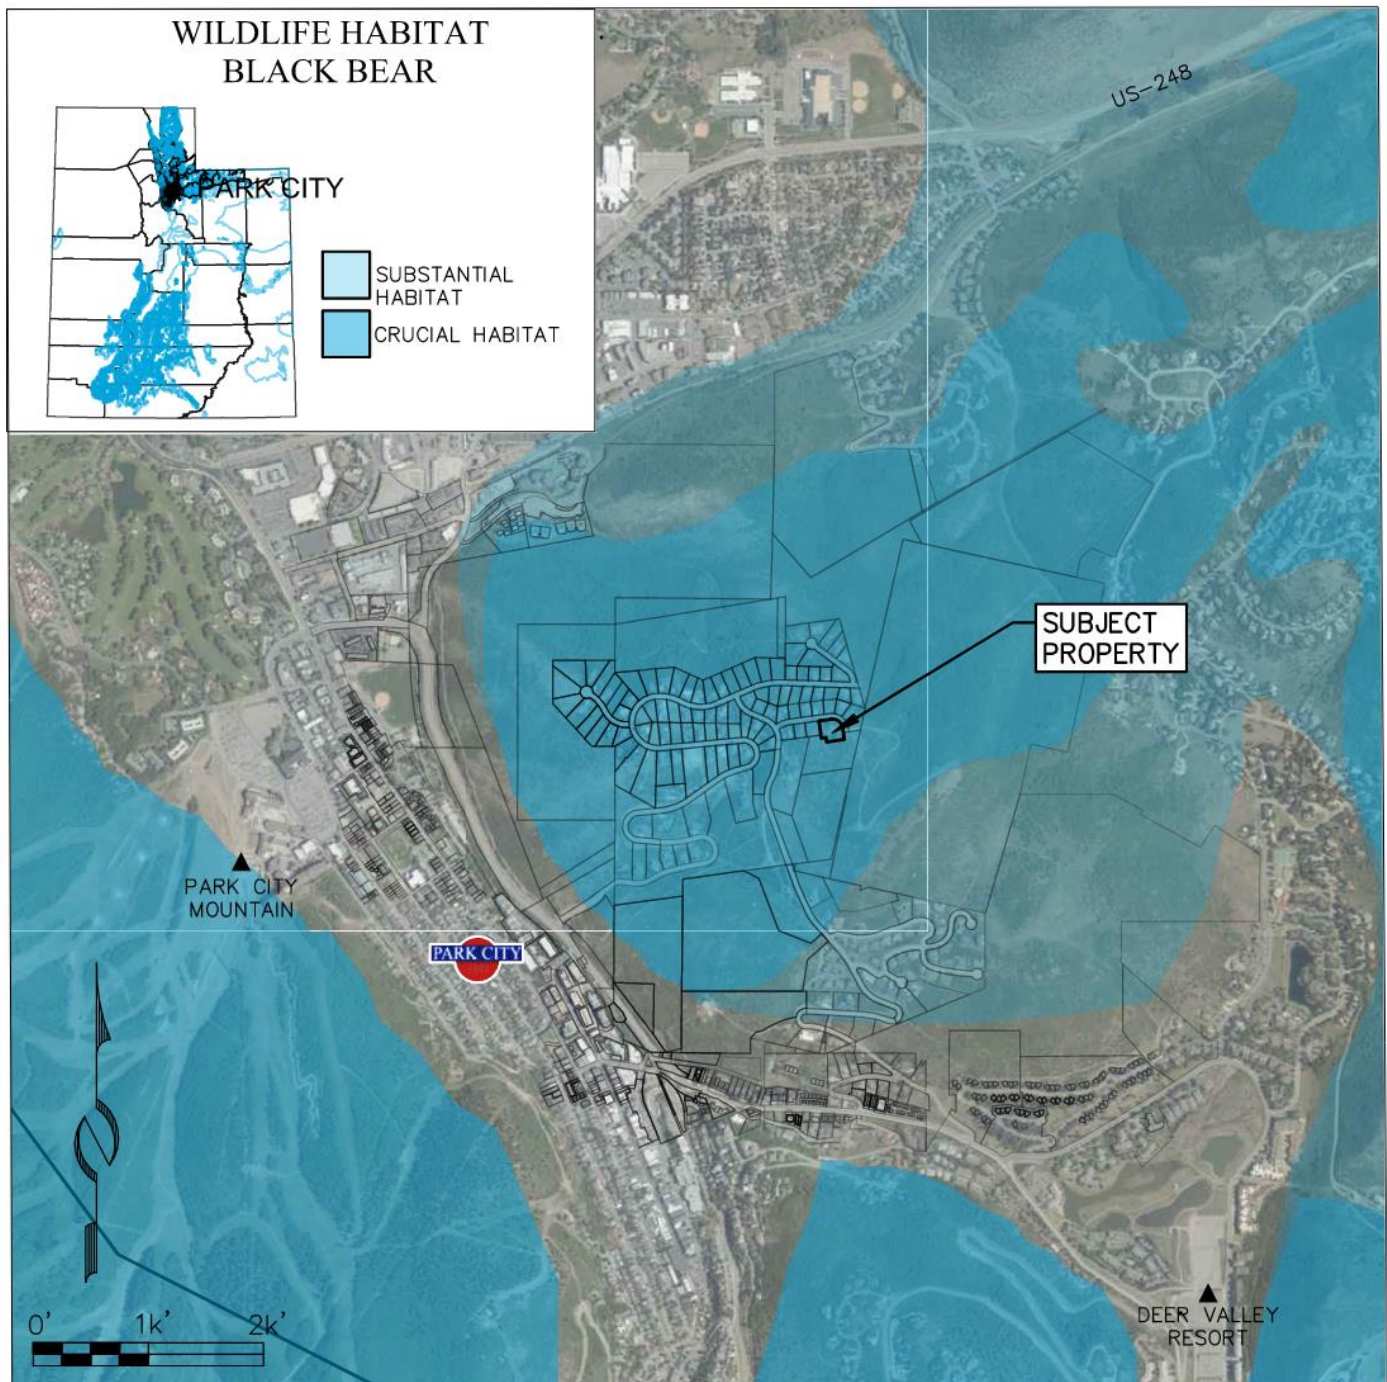 WILDLIFE HABITAT
BLACK BEAR
PARK CITY
SUBSTANTIAL
HABITAT
CRUCIAL HABITAT
US-248
SUBJECT
PROPERTY
PARK CITY
MOUNTAIN
PARK CITY
DEER VALLEY
RESORT
0' 1k' 2k'